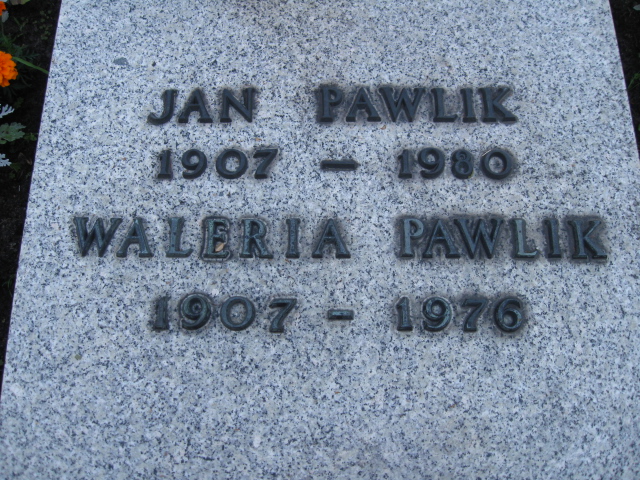 JAN PAWLIK
1907 - 1980
WALERIA PAWLIK
1907 - 1976